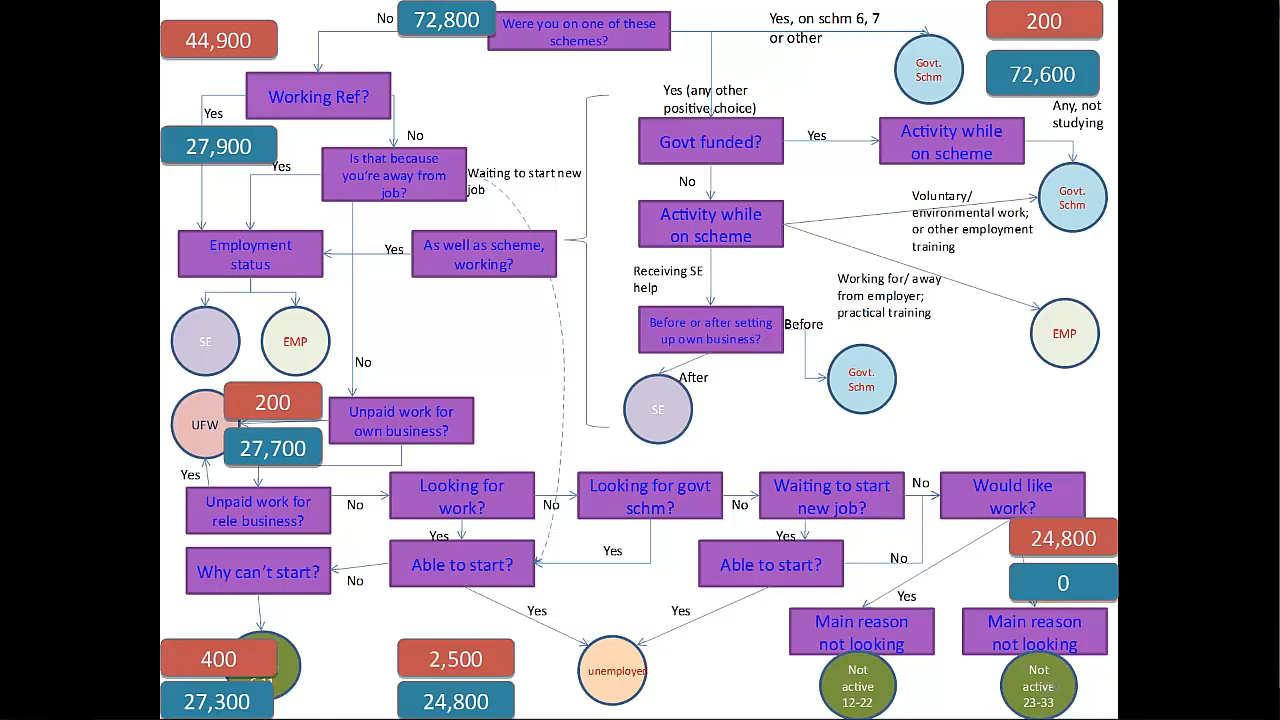 No
72,800
Were you on one of these
schemes?
Yes, on schm 6, 7
or other
200
44,900
Govt.
Schm
72,600
Working Ref?
Yes (any other
positive choice)
Any, not
studying
Yes
27,900
No
Govt funded?
Yes
Activity while
on scheme
Is that because
you're away from
job?
Yes
Waiting to start new
job
No
Govt.
Schm
Activity while
on scheme
Voluntary/
environmental work;
or other employment
training
Employment
status
Yes
As well as scheme,
working?
Receiving SE
help
Working for/ away
from employer;
practical training
SE
EMP
Before or after setting
up own business?
Before
EMP
No
After
Govt.
Schm
SE
200
UFW
27,700
Unpaid work for
own business?
Yes
Unpaid work for
rele business?
No
Looking for
work?
No
Looking for govt
schm?
No
Waiting to start
new job?
No
Would like
work?
Yes
Yes
Yes
24,800
0
Why can't start?
No
Able to start?
Able to start?
No
Yes
Yes
Yes
Main reason
not looking
Main reason
not looking
400
27,300
2,500
24,800
unemployed
Not
active
12-22
Not
active
23-33